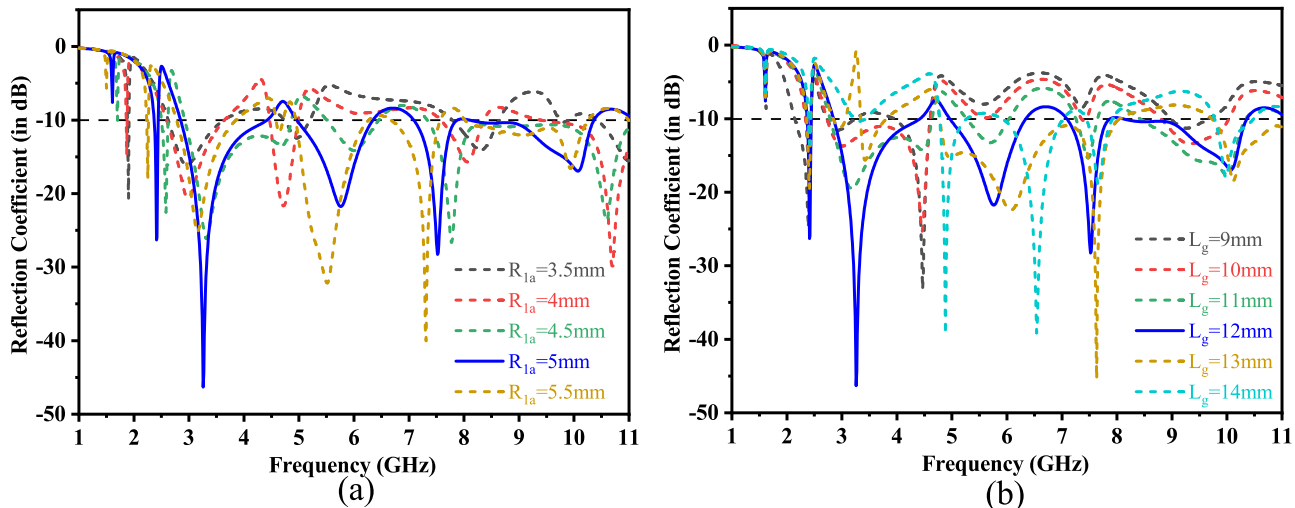 0
-10
-20
-30
-40
-50
Reflection Coefficient (in dB)
R1a=3.5mm
R1a=4mm
R1a=4.5mm
R1a=5mm
R1a=5.5mm
1 2 3 4 5 6 7 8 9 10 11
Frequency (GHz)
(a)
0
-10
-20
-30
-40
-50
Reflection Coefficient (in dB)
Lg=9mm
Lg=10mm
Lg=11mm
Lg=12mm
Lg=13mm
Lg=14mm
1 2 3 4 5 6 7 8 9 10 11
Frequency (GHz)
(b)